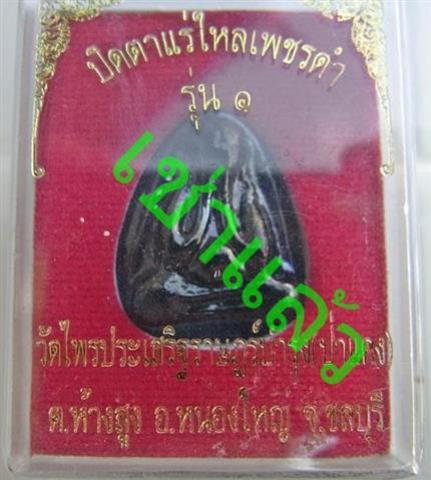 ปิดตาแร่ไหลเพชรดำ
รุ่น ๑
เช่าแล้ว
วัดไพรประเสริฐราษฎร์บำรุง(ป่าแดง)
ต.ห้างสูง อ.หนองใหญ่ จ.ชลบุรี